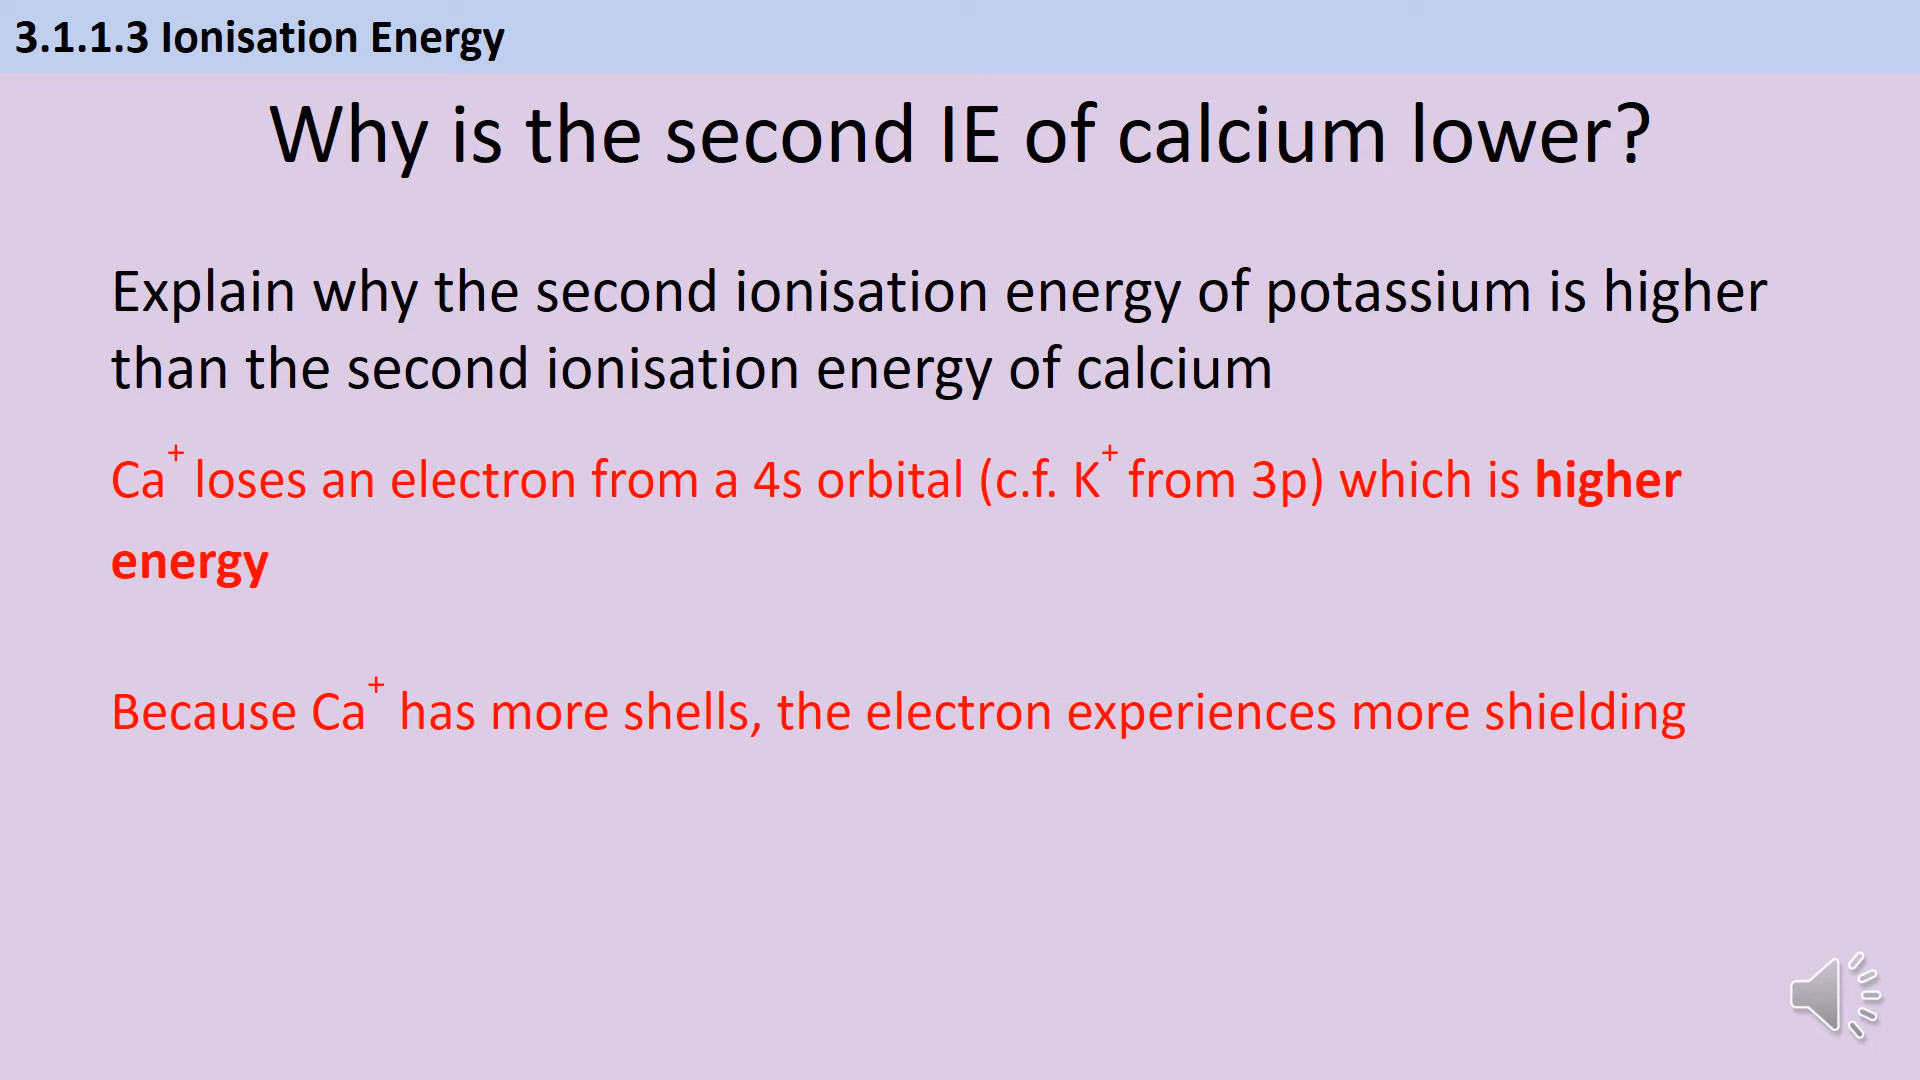 3.1.1.3 Ionisation Energy
Why is the second IE of calcium lower?
Explain why the second ionisation energy of potassium is higher
than the second ionisation energy of calcium
Ca⁺ loses an electron from a 4s orbital (c.f. K⁺ from 3p) which is higher
energy
Because Ca⁺ has more shells, the electron experiences more shielding